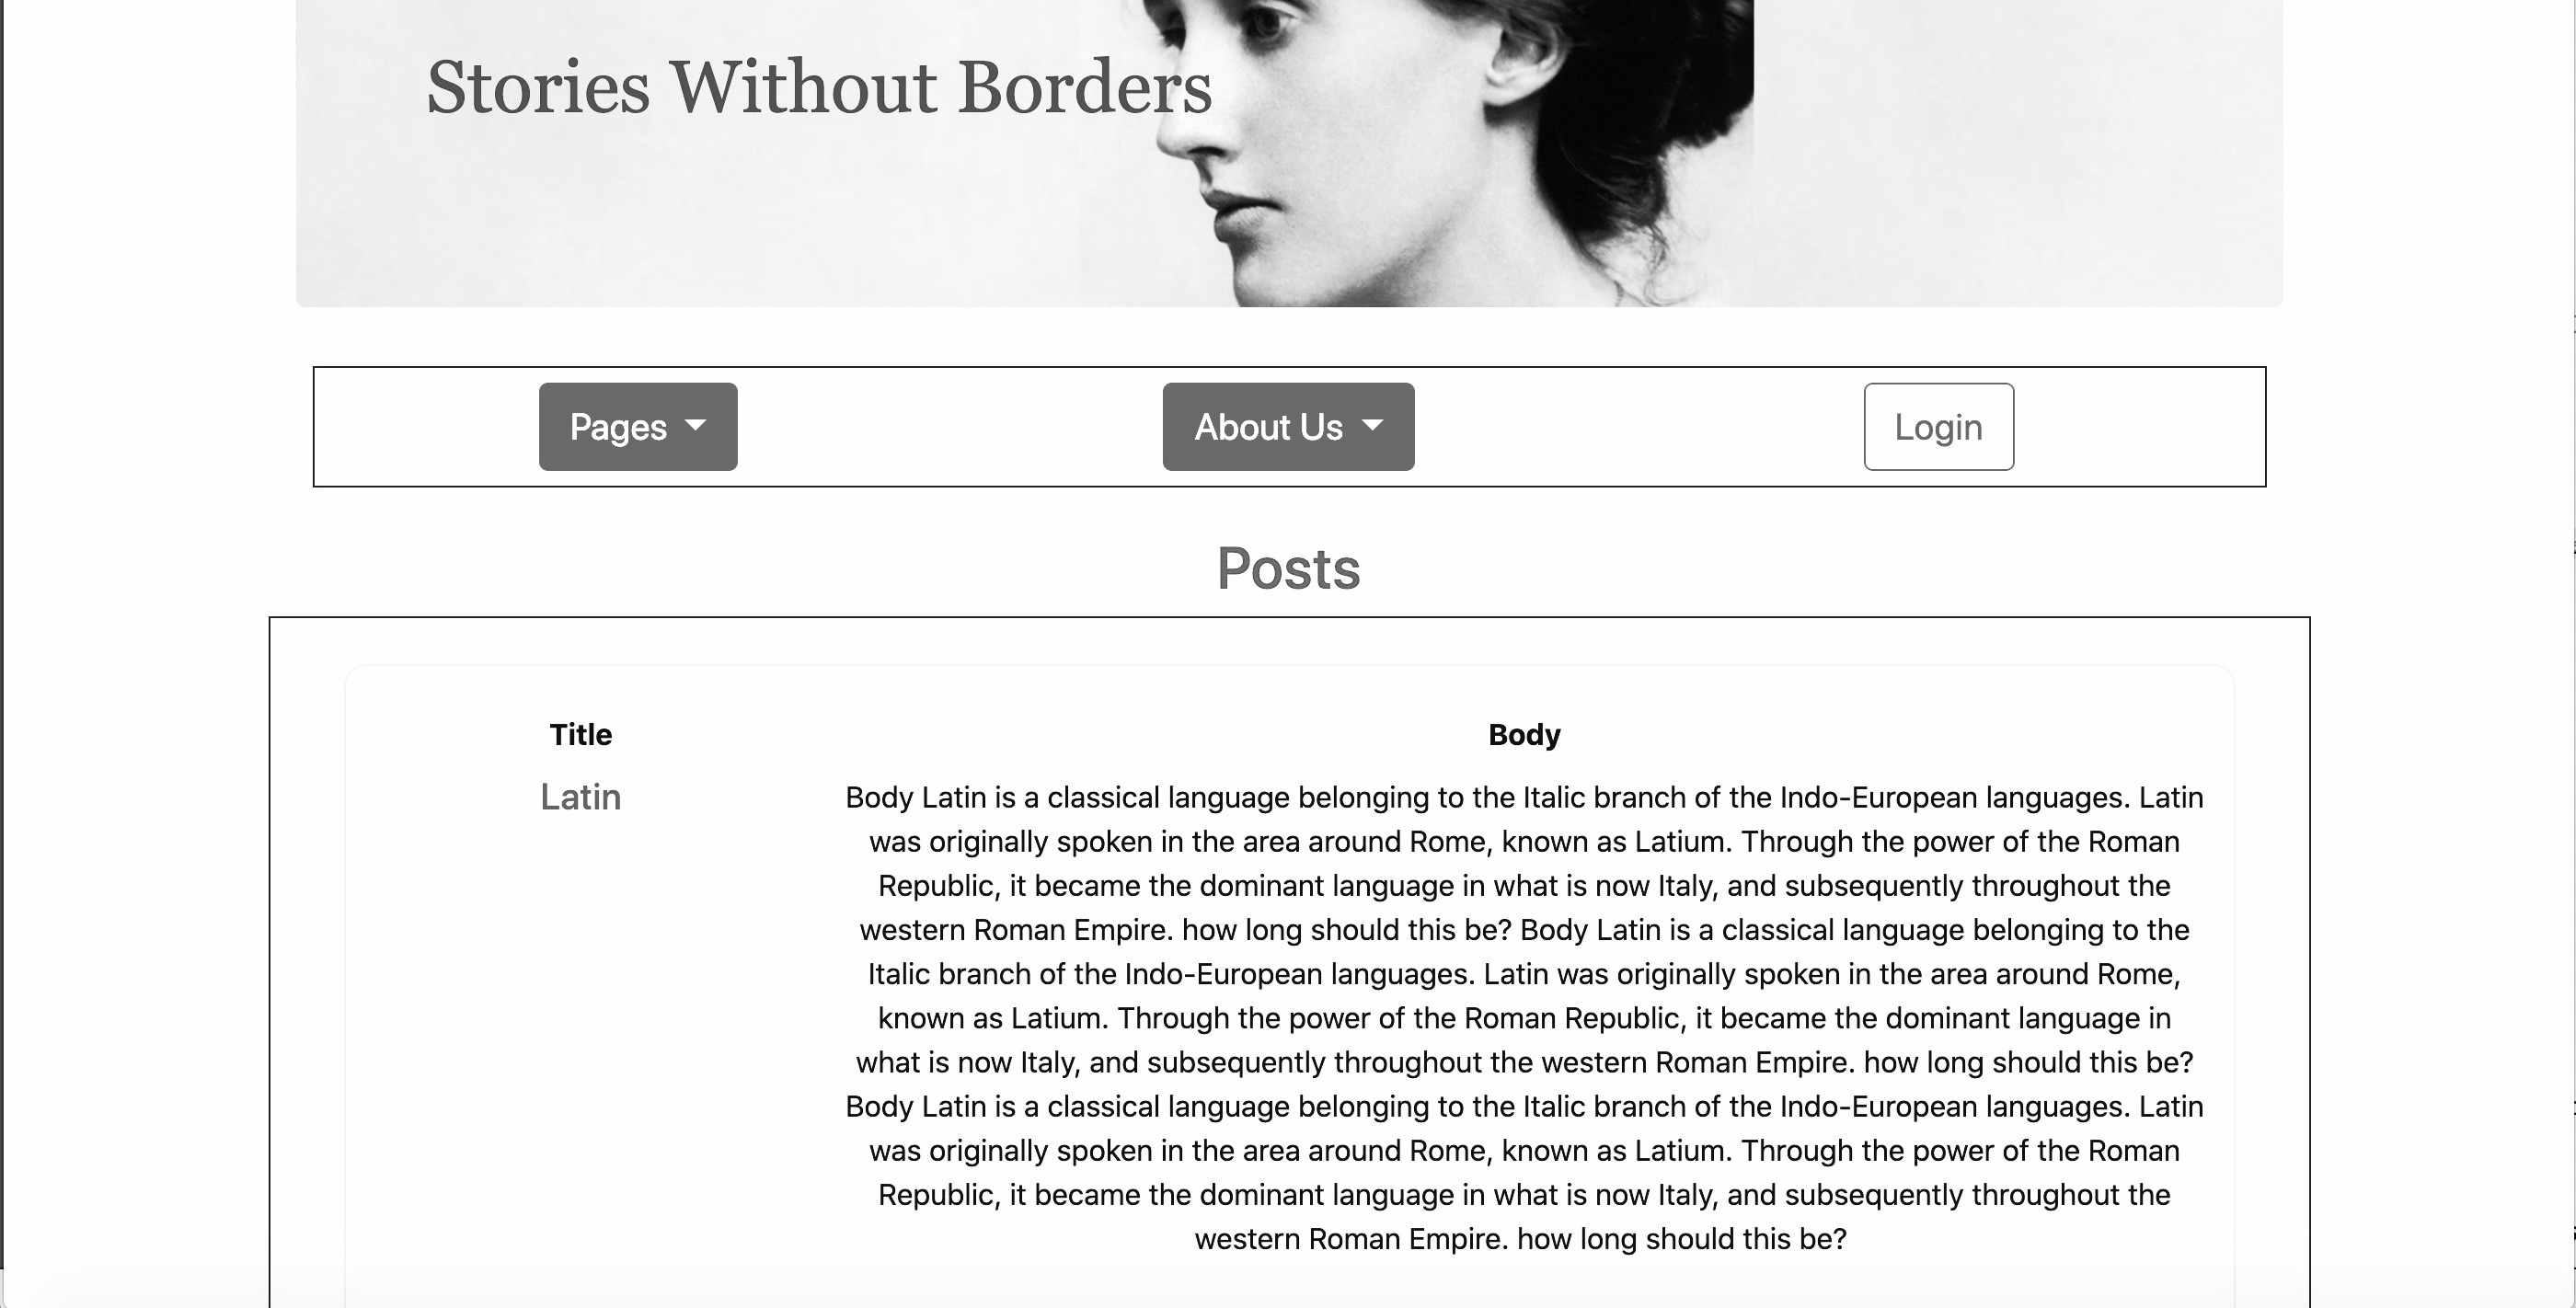 Stories Without Borders
Pages
About Us
Login
Posts
Title
Body
Latin
Body Latin is a classical language belonging to the Italic branch of the Indo-European languages. Latin
was originally spoken in the area around Rome, known as Latium. Through the power of the Roman
Republic, it became the dominant language in what is now Italy, and subsequently throughout the
western Roman Empire. how long should this be? Body Latin is a classical language belonging to the
Italic branch of the Indo-European languages. Latin was originally spoken in the area around Rome,
known as Latium. Through the power of the Roman Republic, it became the dominant language in
what is now Italy, and subsequently throughout the western Roman Empire. how long should this be?
Body Latin is a classical language belonging to the Italic branch of the Indo-European languages. Latin
was originally spoken in the area around Rome, known as Latium. Through the power of the Roman
Republic, it became the dominant language in what is now Italy, and subsequently throughout the
western Roman Empire. how long should this be?